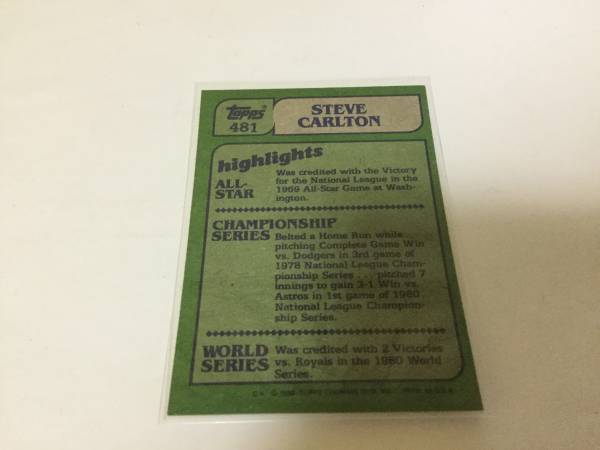 Topps
481
STEVE
CARLTON
highlights
ALL-
STAR
Was credited with the Victory
for the National League in the
1969 All-Star Game at Wash-
ington.
CHAMPIONSHIP
SERIES
Belted a Home Run while
pitching Complete Game Win
vs. Dodgers in 3rd game of
1978 National League Cham-
pionship Series . . . pitched 7
innings to gain 3-1 Win vs.
Astros in 1st game of 1980
National League Champion-
ship Series.
WORLD
SERIES
Was credited with 2 Victories
vs. Royals in the 1980 World
Series.